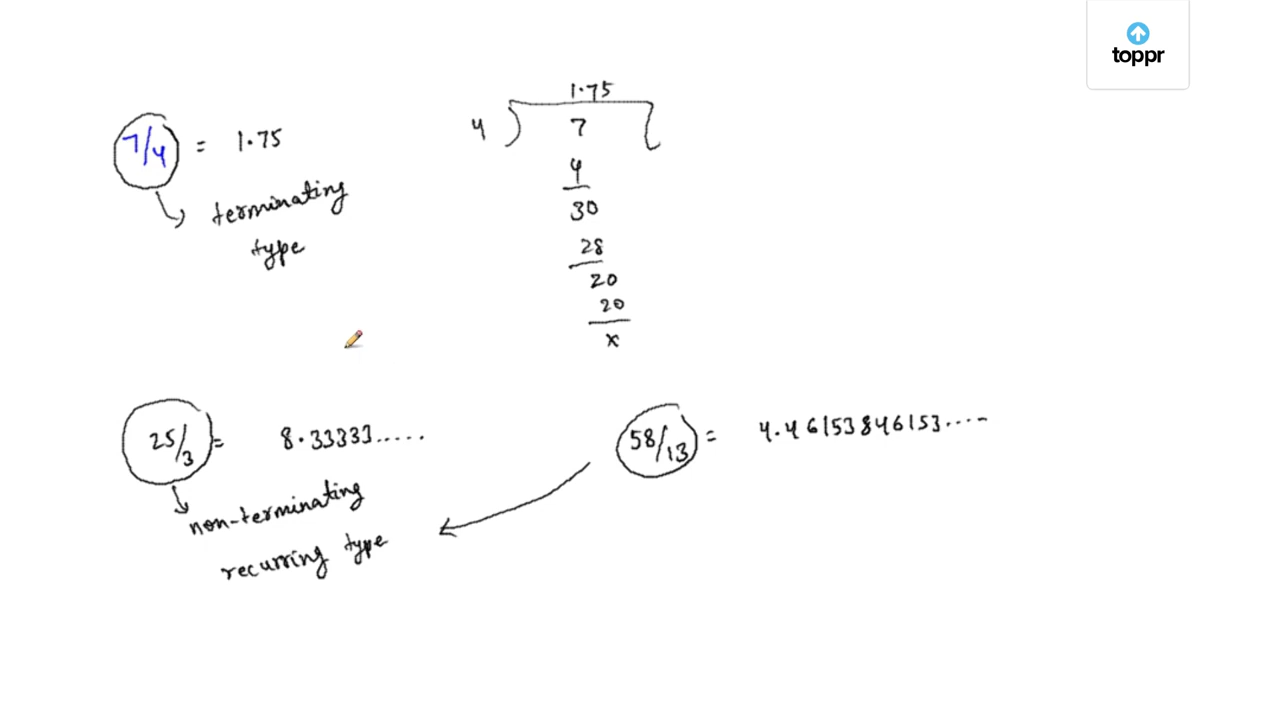 toppr
7/4 = 1.75
terminating
type
1.75
4 ) 7
4
30
28
20
20
x
25/3 = 8.33333.....
non-terminating
recurring type
58/13 = 4.46153846153.....